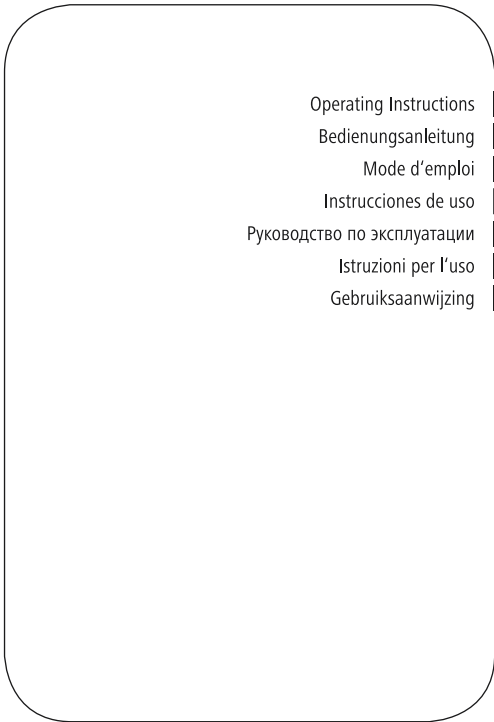 Operating Instructions
Bedienungsanleitung
Mode d‘emploi
Instrucciones de uso
Руководство по эксплуатации
Istruzioni per l‘uso
Gebruiksaanwijzing